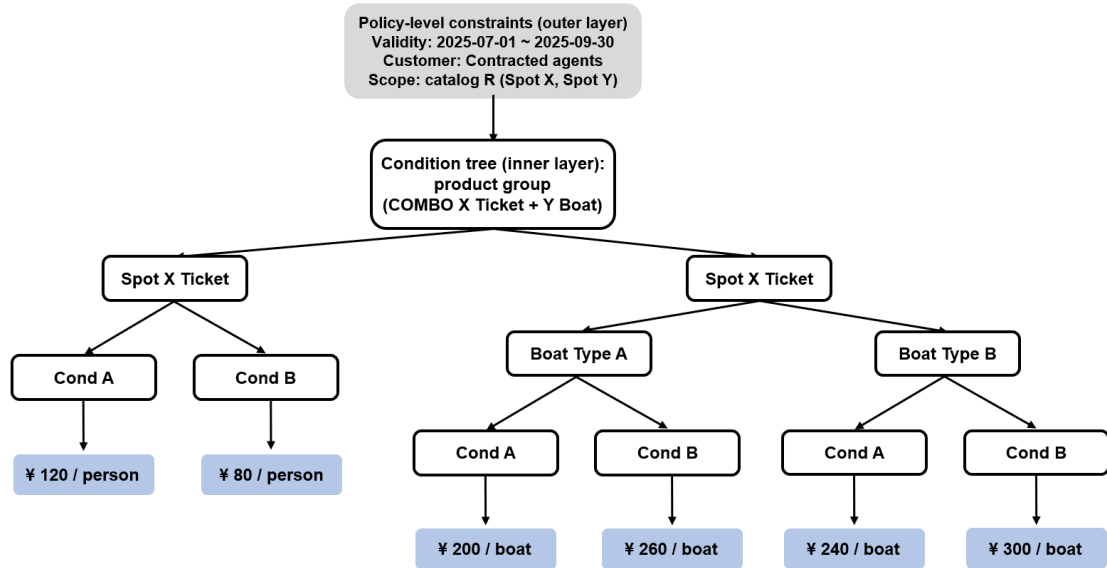 Policy-level constraints (outer layer)
Validity: 2025-07-01 ~ 2025-09-30
Customer: Contracted agents
Scope: catalog R (Spot X, Spot Y)
Condition tree (inner layer):
product group
(COMBO X Ticket + Y Boat)
Spot X Ticket
Spot X Ticket
Boat Type A
Boat Type B
Cond A
Cond B
Cond A
Cond B
Cond A
Cond B
¥ 120 / person
¥ 80 / person
¥ 200 / boat
¥ 260 / boat
¥ 240 / boat
¥ 300 / boat